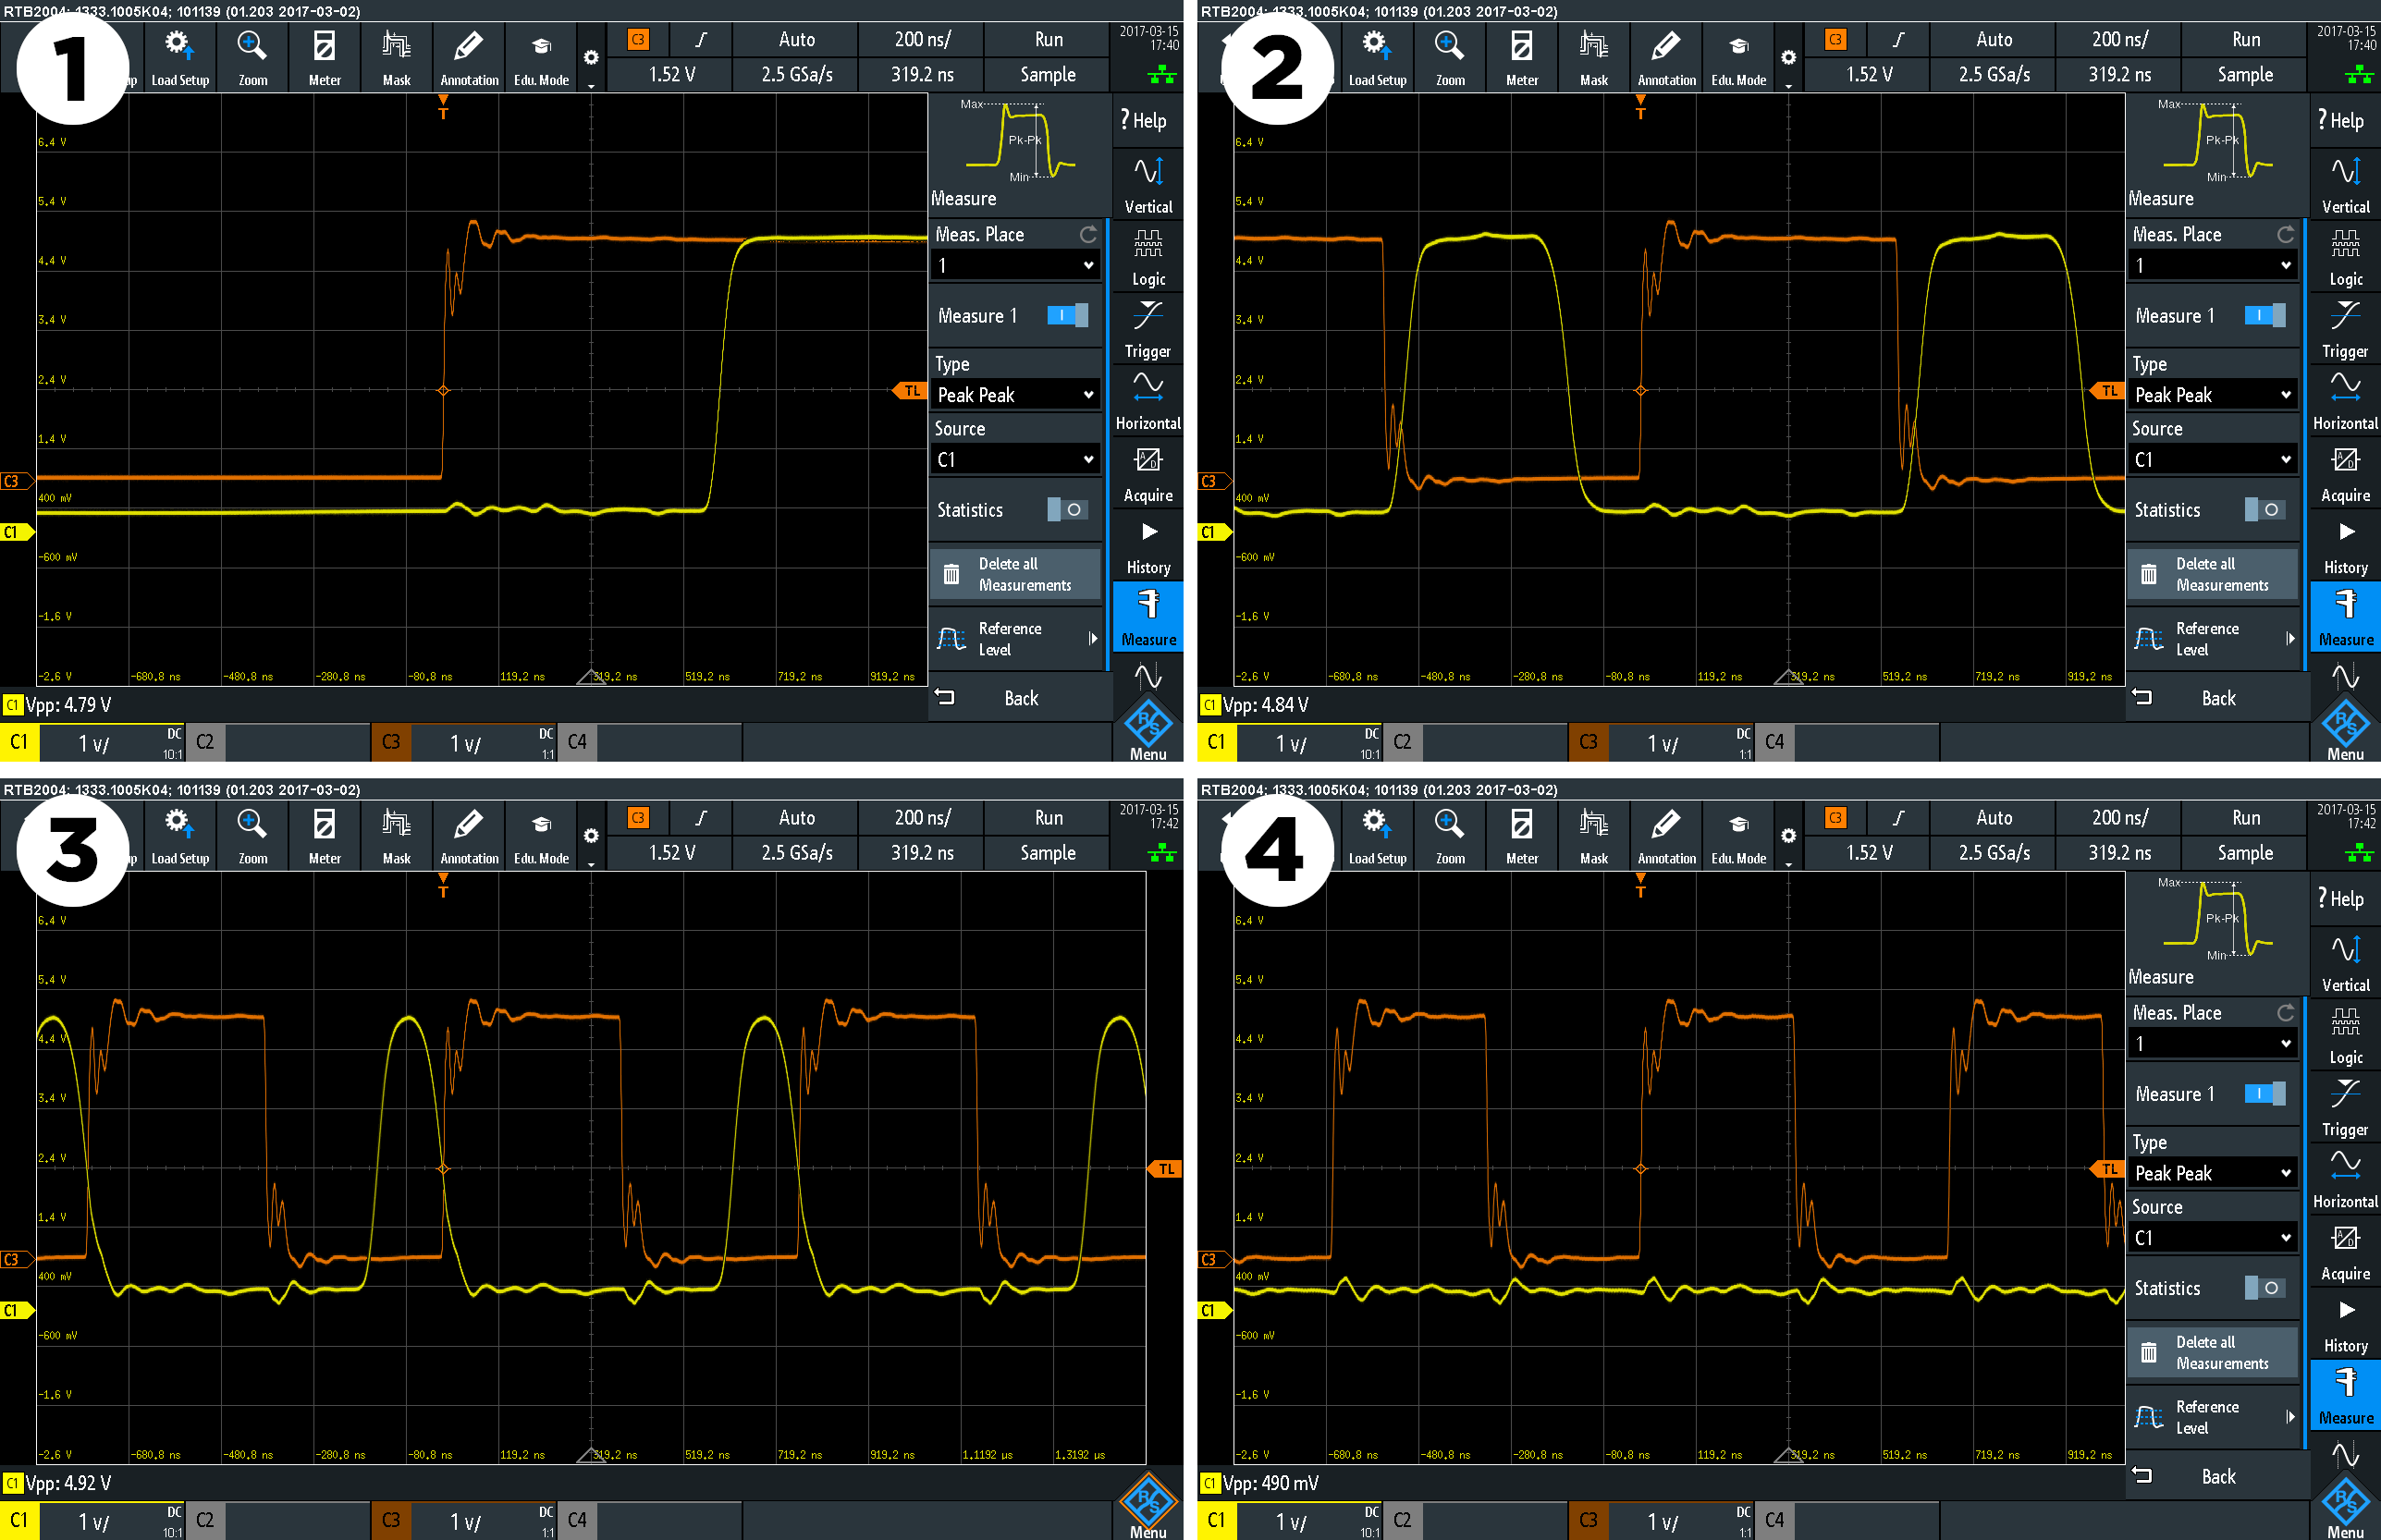 RTB2004; 1333.1005K04; 101139 (01.203 2017-03-02)
1
Load Setup
Zoom
Meter
Mask
Annotation
Edu. Mode
C3
Auto
200 ns/
Run
1.52 V
2.5 GSa/s
319.2 ns
Sample
2017-03-15
17:40
T
6.4 V
5.4 V
4.4 V
3.4 V
2.4 V
1.4 V
400 mV
-600 mV
-1.6 V
-2.6 V
-680.8 ns
-480.8 ns
-280.8 ns
-80.8 ns
119.2 ns
319.2 ns
519.2 ns
719.2 ns
919.2 ns
C3
C1
TL
Max
Pk-Pk
Min
Measure
Meas. Place
1
Measure 1
Type
Peak Peak
Source
C1
Statistics
Delete all
Measurements
Reference
Level
Back
? Help
Vertical
Logic
Trigger
Horizontal
Acquire
History
Measure
Menu
C1 Vpp: 4.79 V
C1 1 V/ DC 10:1 C2 C3 1 V/ DC 1:1 C4
RTB2004; 1333.1005K04; 101139 (01.203 2017-03-02)
2
Load Setup
Zoom
Meter
Mask
Annotation
Edu. Mode
C3
Auto
200 ns/
Run
1.52 V
2.5 GSa/s
319.2 ns
Sample
2017-03-15
17:40
T
6.4 V
5.4 V
4.4 V
3.4 V
2.4 V
1.4 V
400 mV
-600 mV
-1.6 V
-2.6 V
-680.8 ns
-480.8 ns
-280.8 ns
-80.8 ns
119.2 ns
319.2 ns
519.2 ns
719.2 ns
919.2 ns
C3
C1
TL
Max
Pk-Pk
Min
Measure
Meas. Place
1
Measure 1
Type
Peak Peak
Source
C1
Statistics
Delete all
Measurements
Reference
Level
Back
? Help
Vertical
Logic
Trigger
Horizontal
Acquire
History
Measure
Menu
C1 Vpp: 4.84 V
C1 1 V/ DC 10:1 C2 C3 1 V/ DC 1:1 C4
RTB2004; 1333.1005K04; 101139 (01.203 2017-03-02)
3
Load Setup
Zoom
Meter
Mask
Annotation
Edu. Mode
C3
Auto
200 ns/
Run
1.52 V
2.5 GSa/s
319.2 ns
Sample
2017-03-15
17:42
T
6.4 V
5.4 V
4.4 V
3.4 V
2.4 V
1.4 V
400 mV
-600 mV
-1.6 V
-2.6 V
-680.8 ns
-480.8 ns
-280.8 ns
-80.8 ns
119.2 ns
319.2 ns
519.2 ns
719.2 ns
919.2 ns
1.1192 µs
1.3192 µs
C3
C1
TL
C1 Vpp: 4.92 V
C1 1 V/ DC 10:1 C2 C3 1 V/ DC 1:1 C4
Menu
RTB2004; 1333.1005K04; 101139 (01.203 2017-03-02)
4
Load Setup
Zoom
Meter
Mask
Annotation
Edu. Mode
C3
Auto
200 ns/
Run
1.52 V
2.5 GSa/s
319.2 ns
Sample
2017-03-15
17:42
T
6.4 V
5.4 V
4.4 V
3.4 V
2.4 V
1.4 V
400 mV
-600 mV
-1.6 V
-2.6 V
-680.8 ns
-480.8 ns
-280.8 ns
-80.8 ns
119.2 ns
319.2 ns
519.2 ns
719.2 ns
919.2 ns
C3
C1
TL
Max
Pk-Pk
Min
Measure
Meas. Place
1
Measure 1
Type
Peak Peak
Source
C1
Statistics
Delete all
Measurements
Reference
Level
Back
? Help
Vertical
Logic
Trigger
Horizontal
Acquire
History
Measure
Menu
C1 Vpp: 490 mV
C1 1 V/ DC 10:1 C2 C3 1 V/ DC 1:1 C4